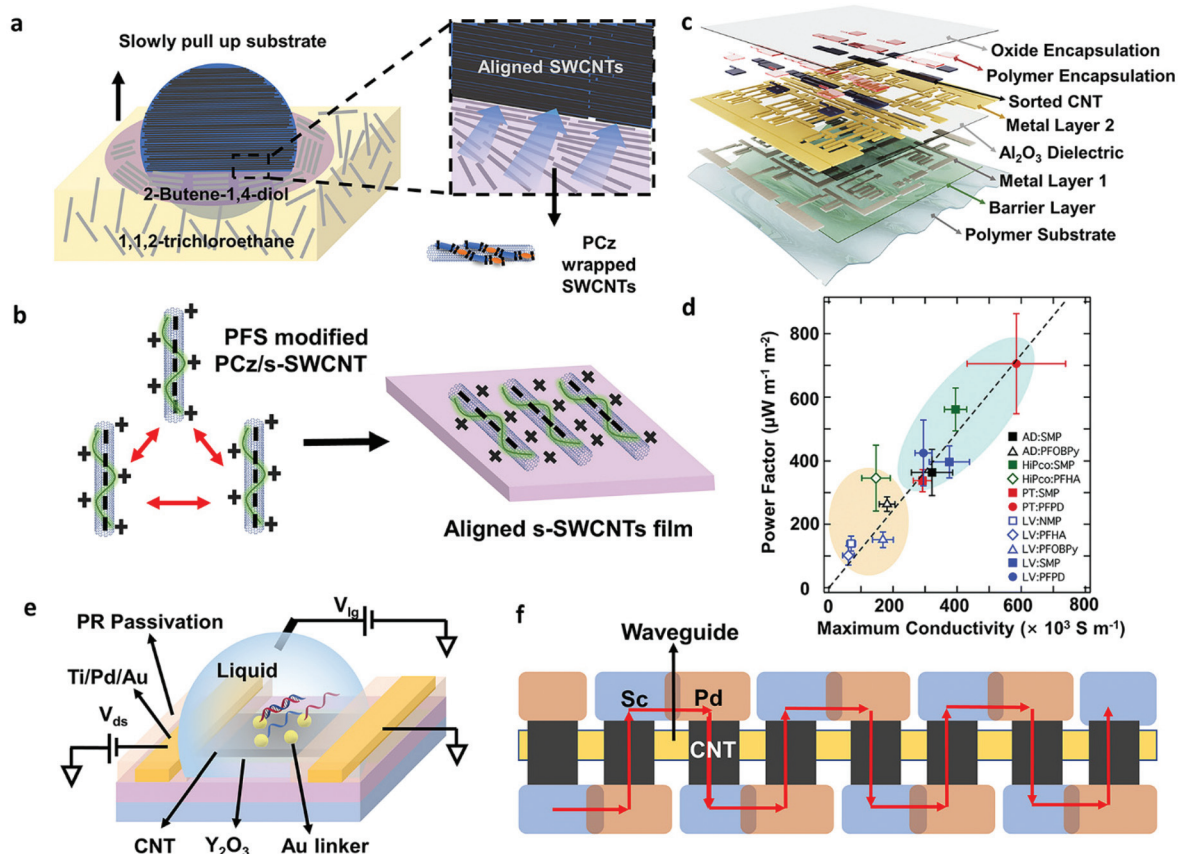 a
Slowly pull up substrate
Aligned SWCNTs
2-Butene-1,4-diol
1,1,2-trichloroethane
PCz
wrapped
SWCNTs
c
Oxide Encapsulation
Polymer Encapsulation
Sorted CNT
Metal Layer 2
Al₂O₃ Dielectric
Metal Layer 1
Barrier Layer
Polymer Substrate
b
PFS modified
PCz/s-SWCNT
Aligned s-SWCNTs film
d
Power Factor (μW m⁻¹ m⁻²)
800
600
400
200
0
0 200 400 600 800
Maximum Conductivity (× 10³ S m⁻¹)
AD:SMP
AD:PFOBPy
HiPco:SMP
HiPco:PFHA
PT:SMP
PT:PFPD
LV:NMP
LV:PFHA
LV:PFOBPy
LV:SMP
LV:PFPD
e
PR Passivation
Ti/Pd/Au
V_ds
Liquid
V_lg
CNT
Y₂O₃
Au linker
f
Waveguide
Sc
Pd
CNT